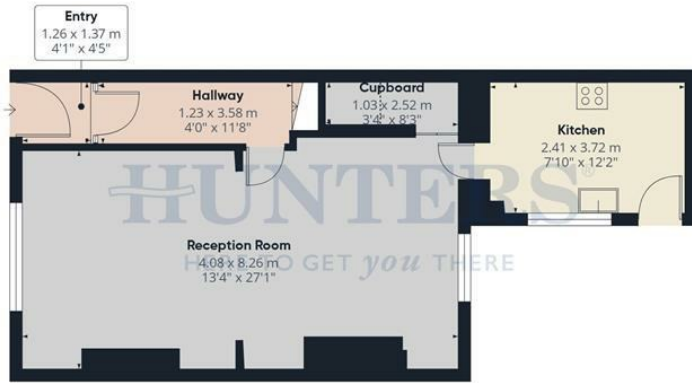 Entry
1.26 x 1.37 m
4'1" x 4'5"
Hallway
1.23 x 3.58 m
4'0" x 11'8"
Cupboard
1.03 x 2.52 m
3'4" x 8'3"
Kitchen
2.41 x 3.72 m
7'10" x 12'2"
HUNTERS®
Reception Room
4.08 x 8.26 m
13'4" x 27'1"
HERE TO GET you THERE